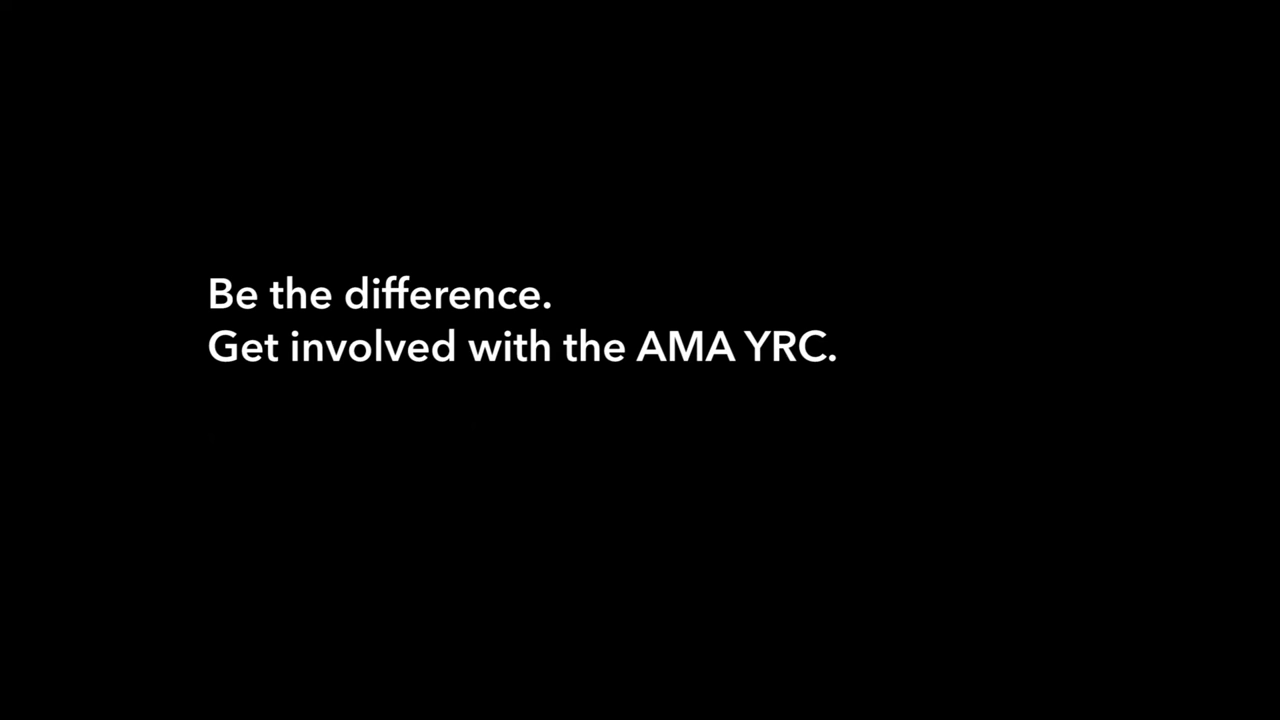 Be the difference.
Get involved with the AMA YRC.